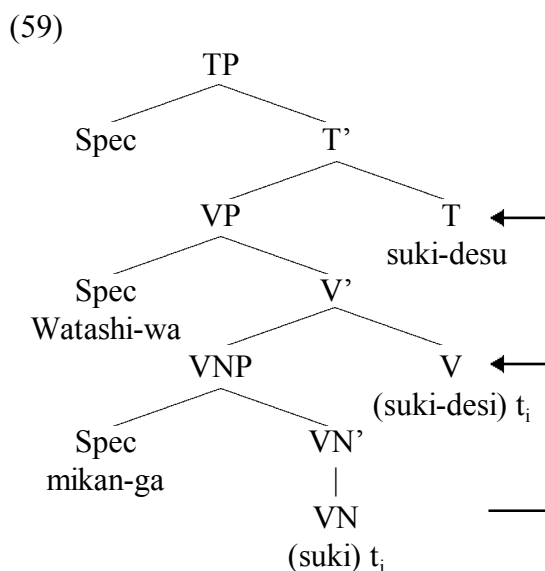 (59)
TP
Spec T’
VP T
suki-desu
Spec V’
Watashi-wa
VNP V
(suki-desi) tᵢ
Spec VN’
mikan-ga
VN
(suki) tᵢ